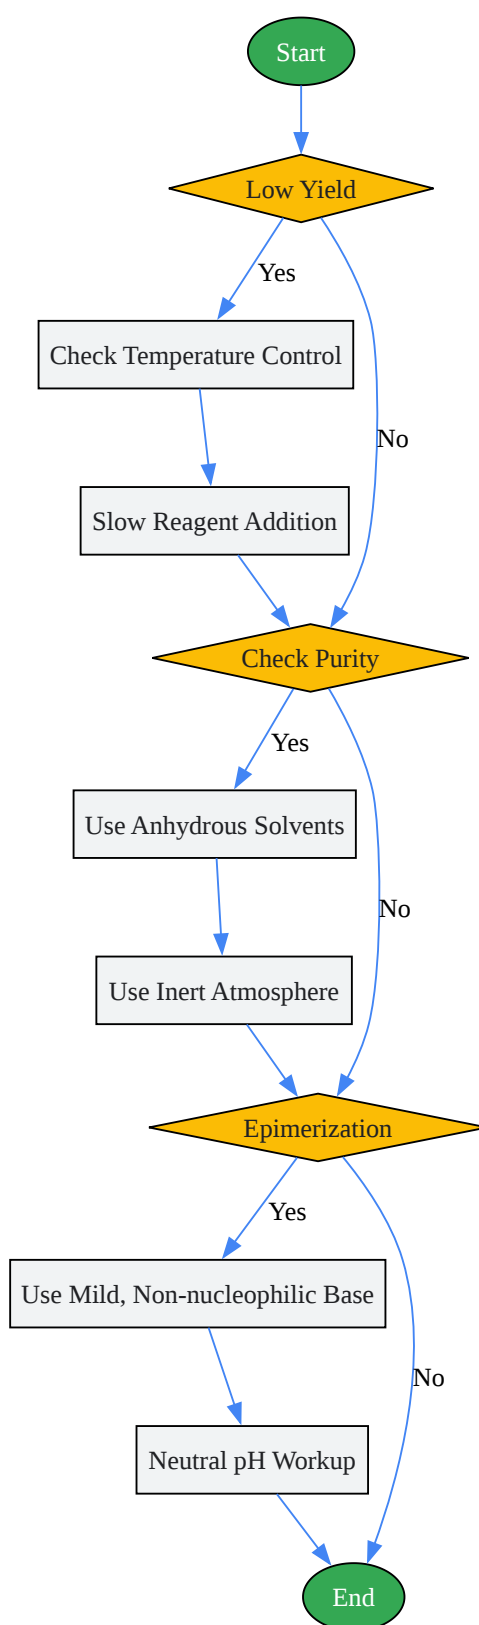 Start
Low Yield
Yes
Check Temperature Control
No
Slow Reagent Addition
Check Purity
Yes
Use Anhydrous Solvents
No
Use Inert Atmosphere
Epimerization
Yes
Use Mild, Non-nucleophilic Base
No
Neutral pH Workup
End